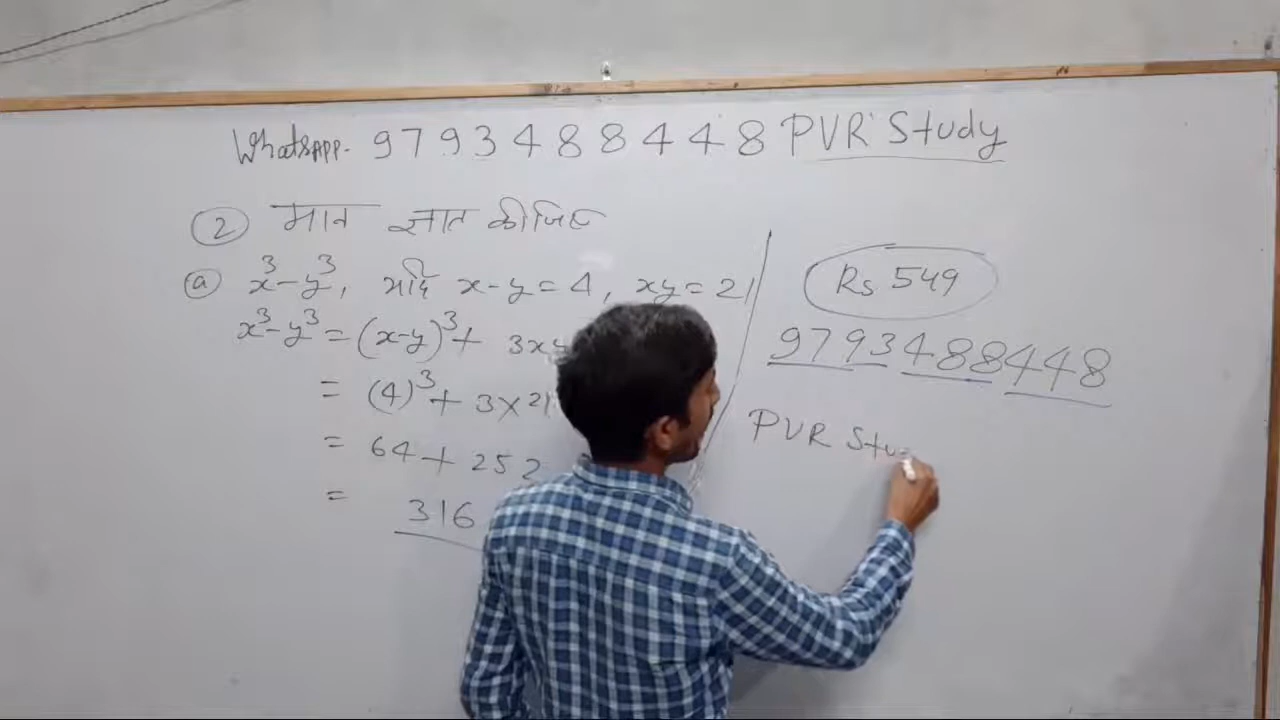 Whatsapp. 9793488448 PVR Study
② मान ज्ञात कीजिए
ⓐ x³-y³, यदि x-y=4, xy=21
x³-y³ = (x-y)³+ 3xy
= (4)³+ 3×21
= 64+252
= 316
Rs 549
9793488448
PVR Stu